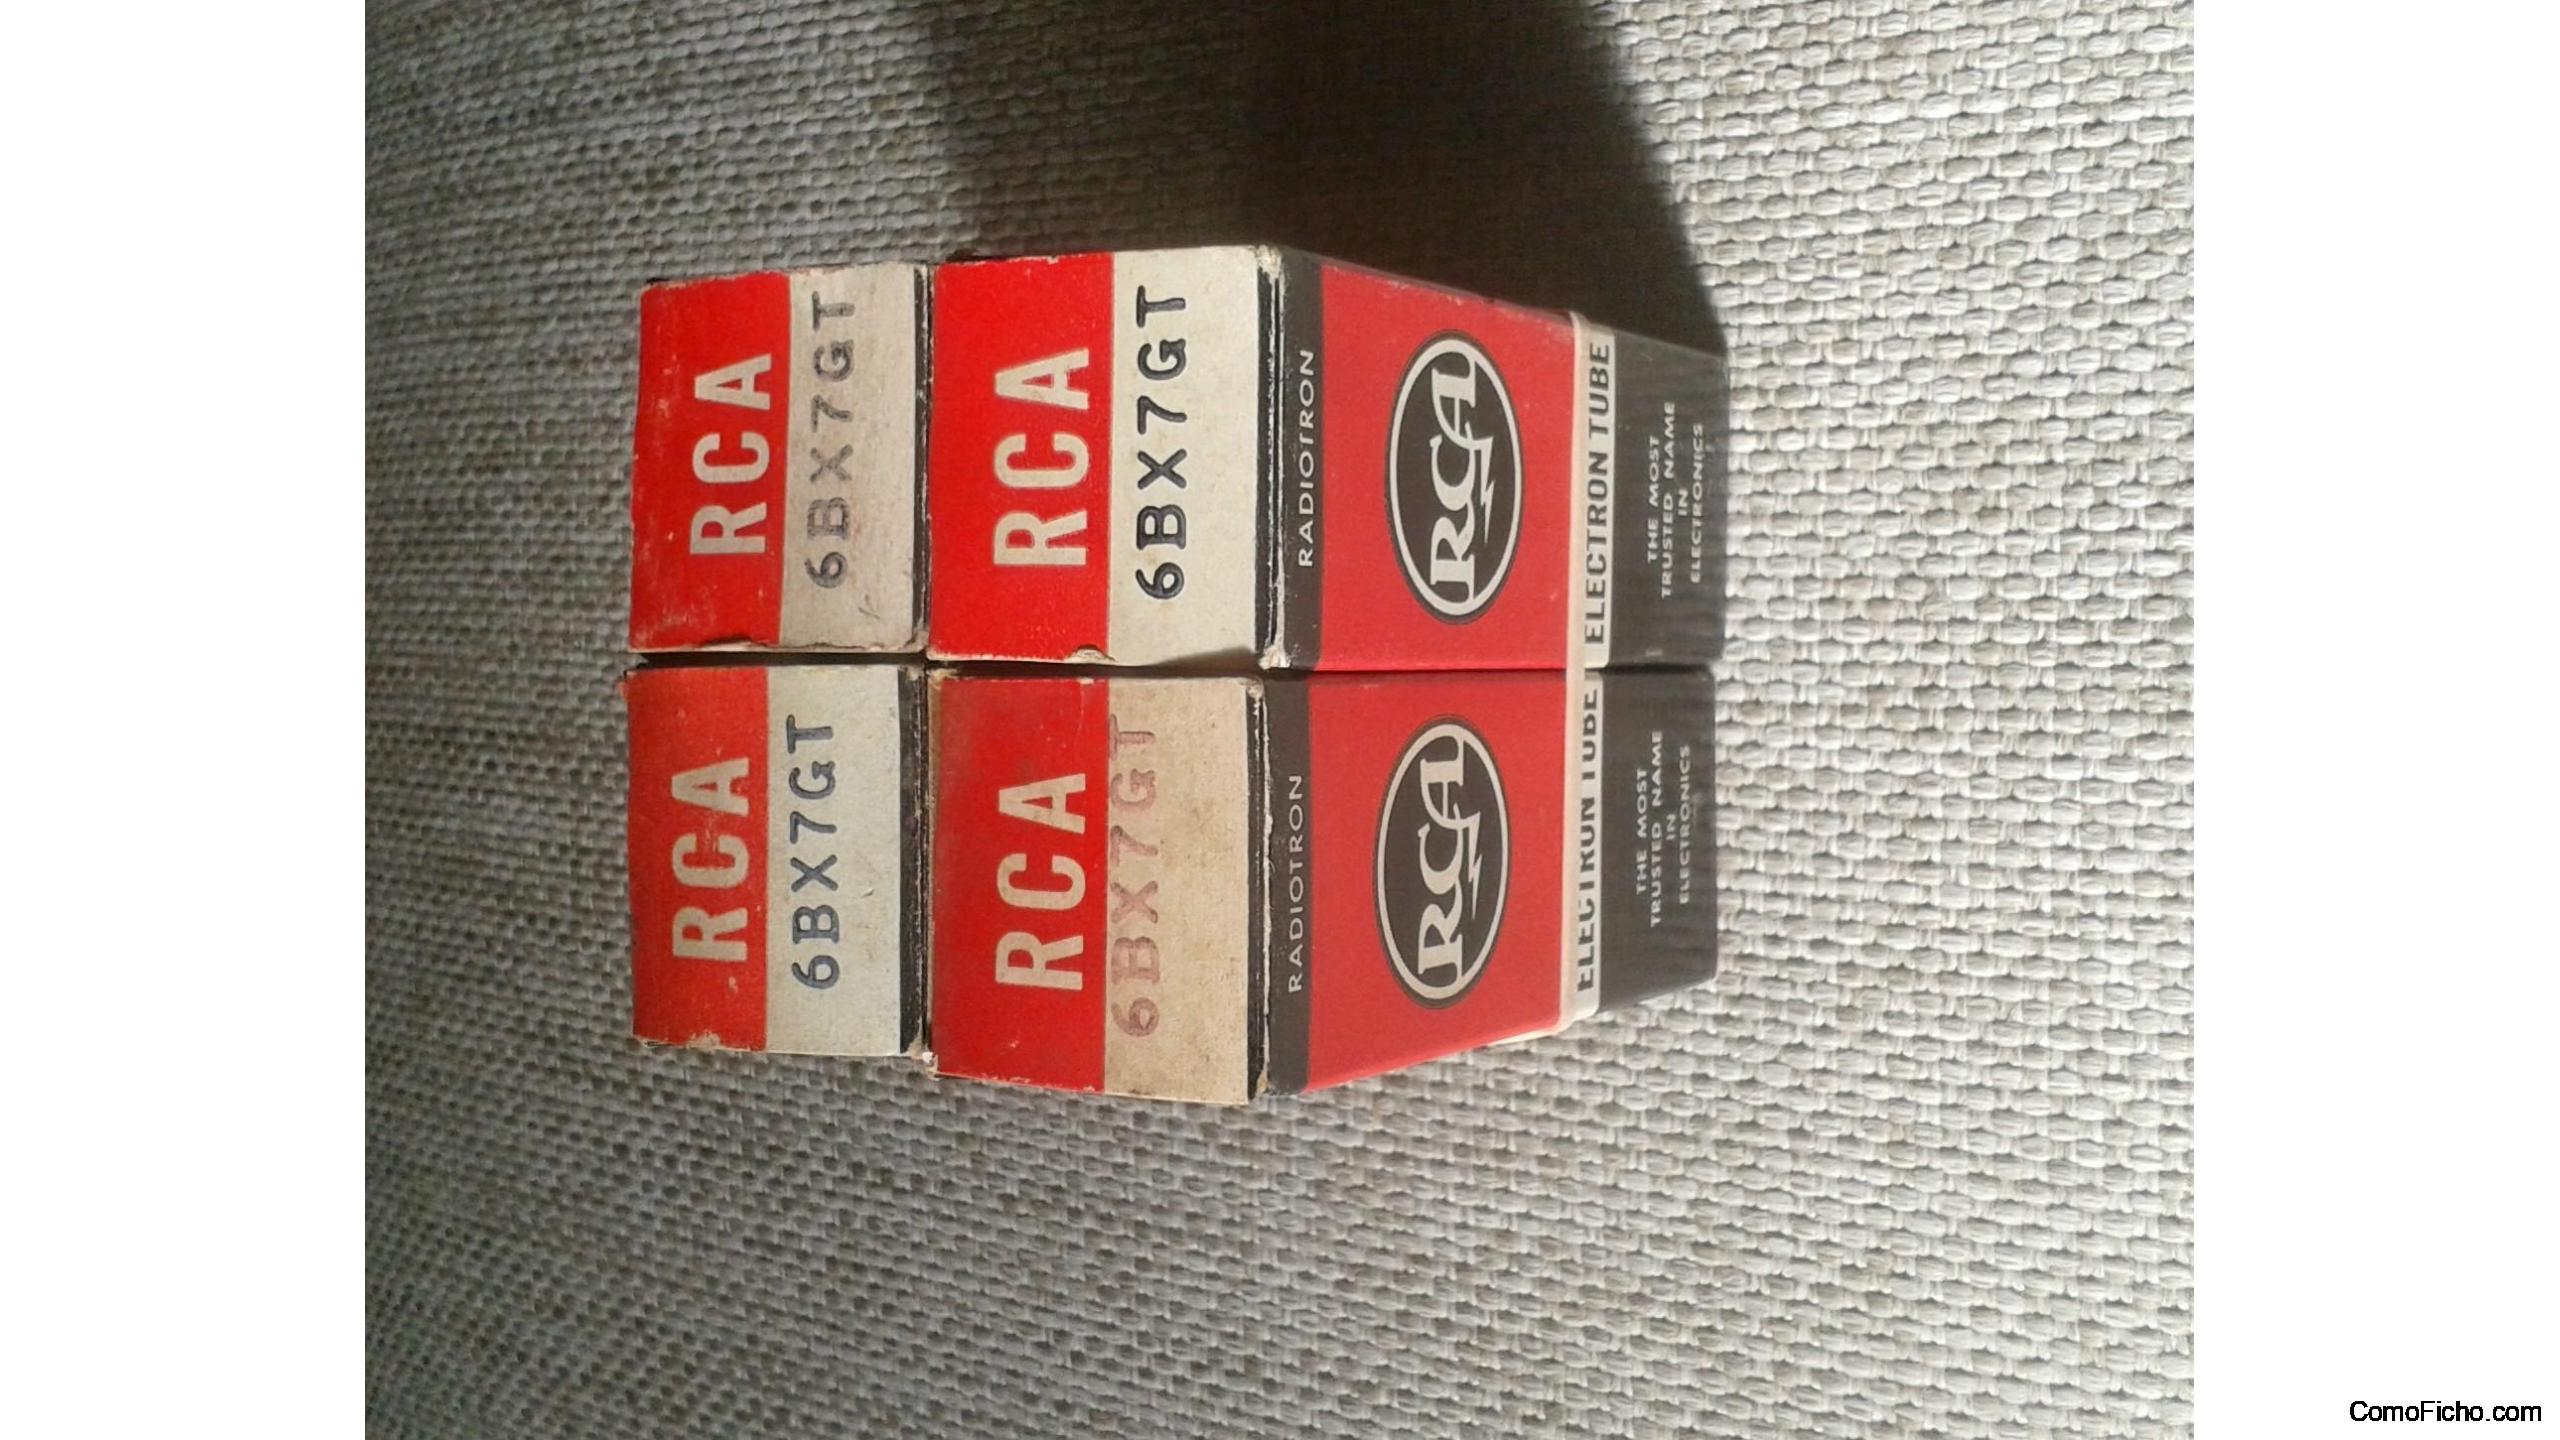 RCA
6BX7GT
RCA
6BX7GT
RCA
6BX7GT
RCA
6BX7GT
RADIOTRON
RCA
ELECTRON TUBE
THE MOST
TRUSTED NAME
IN
ELECTRONICS
RADIOTRON
RCA
ELECTRON TUBE
THE MOST
TRUSTED NAME
IN
ELECTRONICS
ComoFicho.com